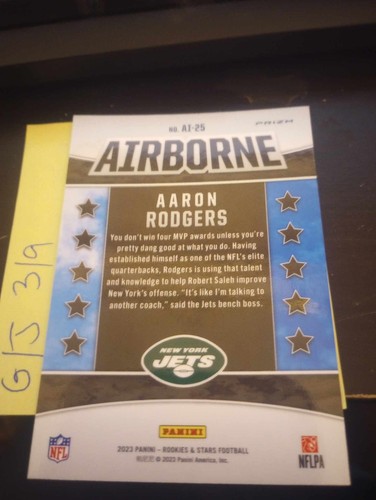 NO. AI-25
PRIZM
AIRBORNE
AARON
RODGERS
You don't win four MVP awards unless you're
pretty dang good at what you do. Having
established himself as one of the NFL's elite
quarterbacks, Rodgers is using that talent
and knowledge to help Robert Saleh improve
New York's offense. "It's like I'm talking to
another coach," said the Jets bench boss.
NEW YORK
JETS
PANINI
2023 PANINI – ROOKIES & STARS FOOTBALL
© 2023 Panini America, Inc.
NFL
NFLPA